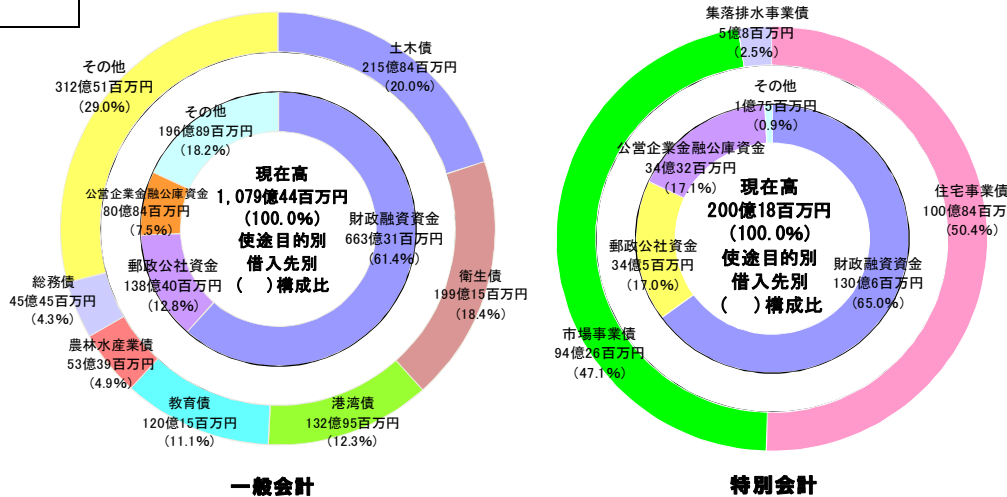 土木債
215億84百万円
(20.0%)
衛生債
199億15百万円
(18.4%)
港湾債
132億95百万円
(12.3%)
教育債
120億15百万円
(11.1%)
農林水産業債
53億39百万円
(4.9%)
総務債
45億45百万円
(4.3%)
その他
312億51百万円
(29.0%)
財政融資資金
663億31百万円
(61.4%)
郵政公社資金
138億40百万円
(12.8%)
公営企業金融公庫資金
80億84百万円
(7.5%)
その他
196億89百万円
(18.2%)
現在高
1,079億44百万円
(100.0%)
使途目的別
借入先別
(　)構成比
一般会計
集落排水事業債
5億8百万円
(2.5%)
住宅事業債
100億84百万円
(50.4%)
市場事業債
94億26百万円
(47.1%)
その他
1億75百万円
(0.9%)
公営企業金融公庫資金
34億32百万円
(17.1%)
郵政公社資金
34億5百万円
(17.0%)
財政融資資金
130億6百万円
(65.0%)
現在高
200億18百万円
(100.0%)
使途目的別
借入先別
(　)構成比
特別会計